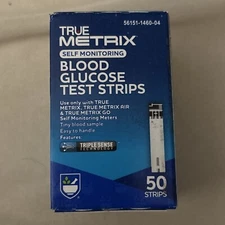 56151-1460-04
TRUE
METRIX
SELF MONITORING
BLOOD
GLUCOSE
TEST STRIPS
Use only with TRUE
METRIX, TRUE METRIX AIR
& TRUE METRIX GO
Self Monitoring Meters
Tiny blood sample
Easy to handle
Features:
TRIPLE SENSE
TECHNOLOGY
50
STRIPS